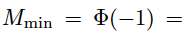 M_min = Φ(−1) =